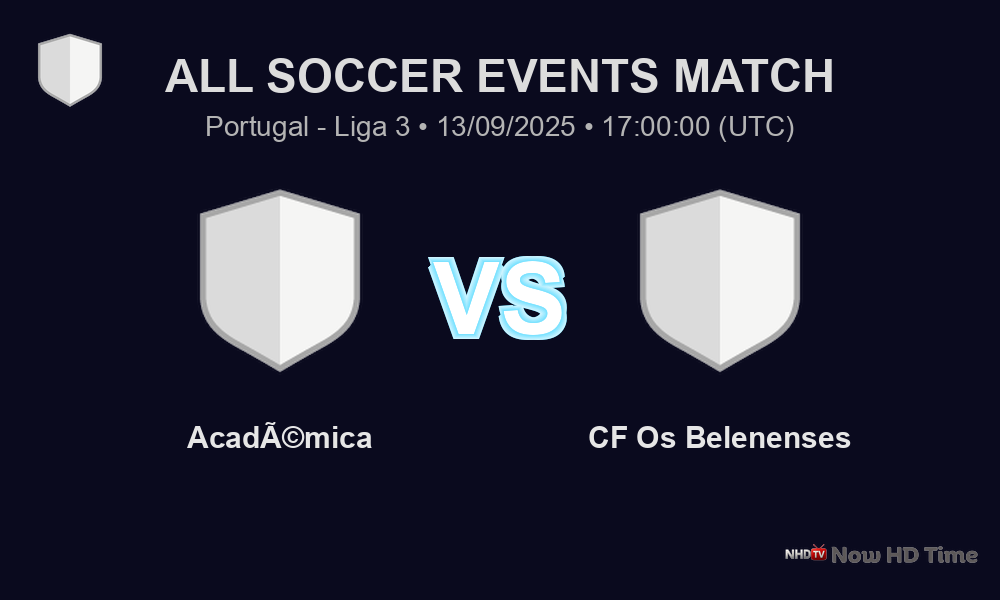 ALL SOCCER EVENTS MATCH
Portugal - Liga 3 • 13/09/2025 • 17:00:00 (UTC)
VS
AcadÃ©mica
CF Os Belenenses
NHDTV Now HD Time